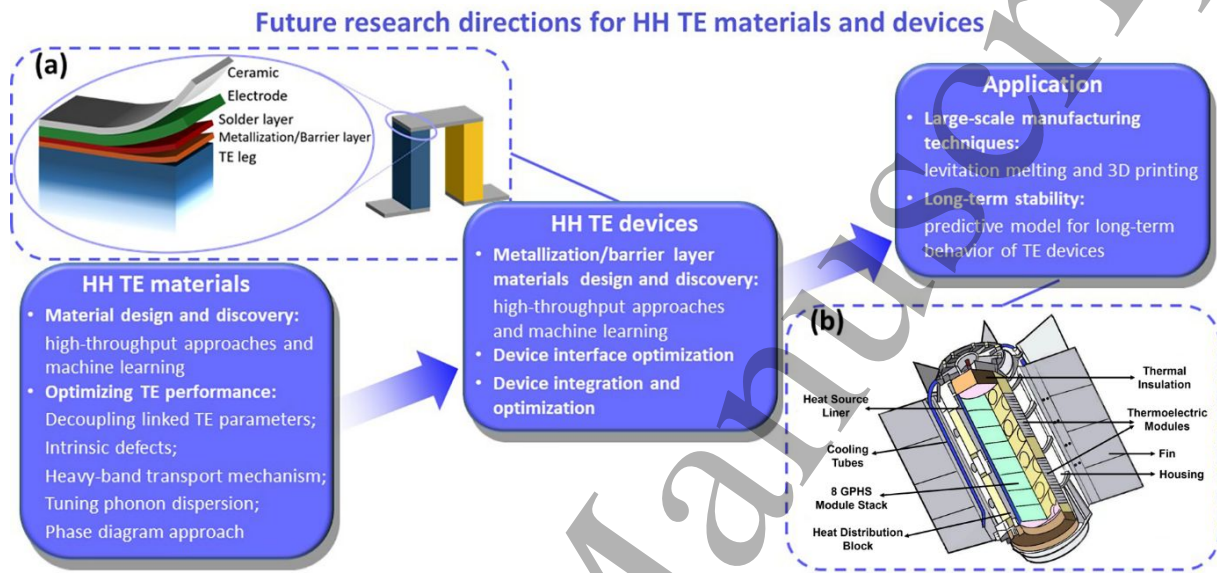 Future research directions for HH TE materials and devices
(a)
Ceramic
Electrode
Solder layer
Metallization/Barrier layer
TE leg
HH TE materials
• Material design and discovery:
high-throughput approaches and
machine learning
• Optimizing TE performance:
Decoupling linked TE parameters;
Intrinsic defects;
Heavy-band transport mechanism;
Tuning phonon dispersion;
Phase diagram approach
HH TE devices
• Metallization/barrier layer
materials design and discovery:
high-throughput approaches
and machine learning
• Device interface optimization
• Device integration and
optimization
Application
• Large-scale manufacturing
techniques:
levitation melting and 3D printing
• Long-term stability:
predictive model for long-term
behavior of TE devices
(b)
Heat Source
Liner
Cooling
Tubes
8 GPHS
Module Stack
Heat Distribution
Block
Thermal
Insulation
Thermoelectric
Modules
Fin
Housing
Manuscri